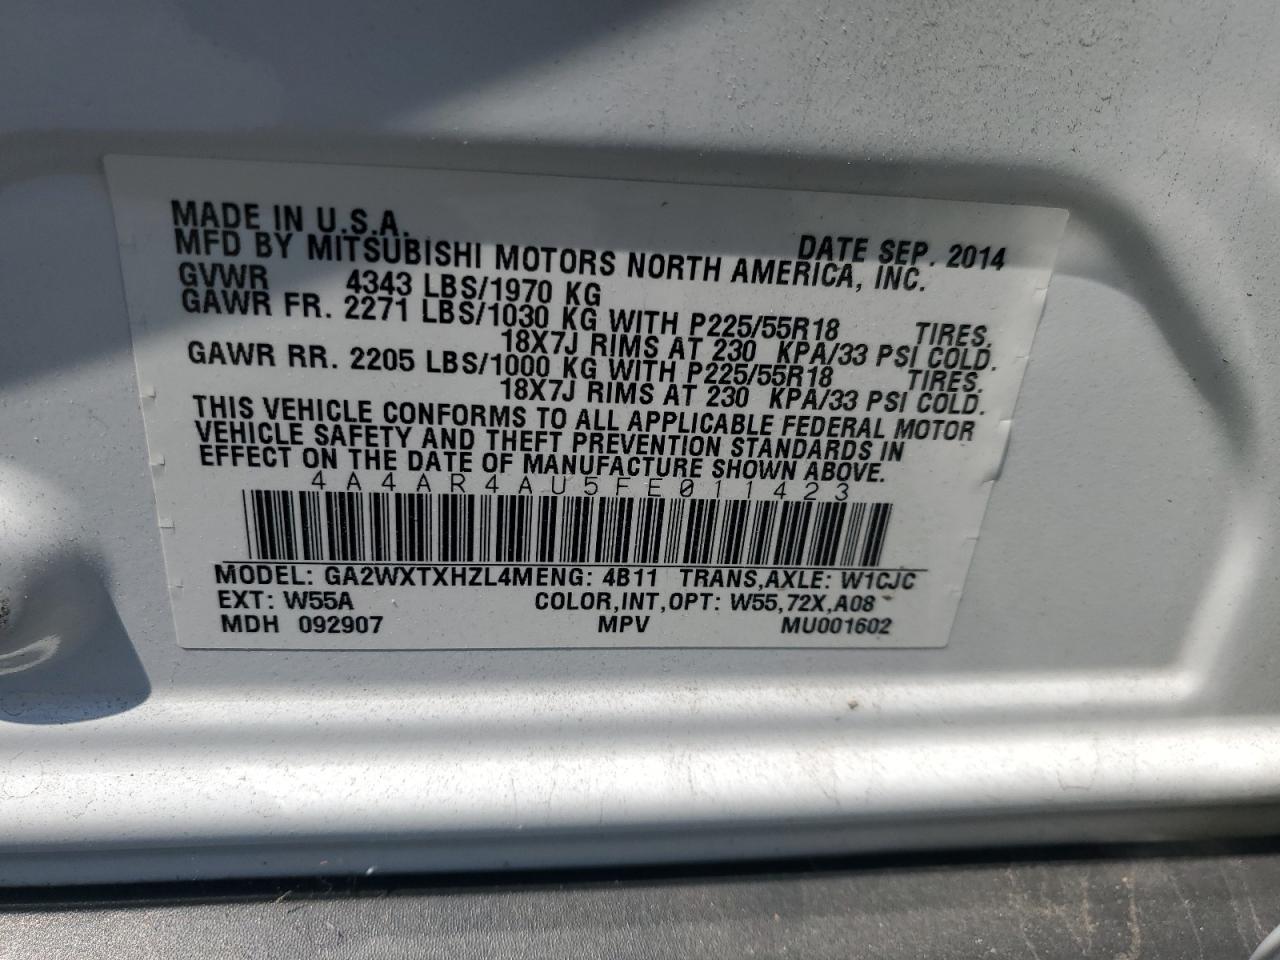 MADE IN U.S.A. DATE SEP. 2014
MFD BY MITSUBISHI MOTORS NORTH AMERICA, INC.
GVWR 4343 LBS/1970 KG
GAWR FR. 2271 LBS/1030 KG WITH P225/55R18 TIRES.
18X7J RIMS AT 230 KPA/33 PSI COLD.
GAWR RR. 2205 LBS/1000 KG WITH P225/55R18 TIRES.
18X7J RIMS AT 230 KPA/33 PSI COLD.
THIS VEHICLE CONFORMS TO ALL APPLICABLE FEDERAL MOTOR
VEHICLE SAFETY AND THEFT PREVENTION STANDARDS IN
EFFECT ON THE DATE OF MANUFACTURE SHOWN ABOVE.
4A4AR4AU5FE011423
MODEL: GA2WXTXHZL4MENG: 4B11 TRANS,AXLE: W1CJC
EXT: W55A COLOR,INT,OPT: W55,72X,A08
MDH 092907 MPV MU001602